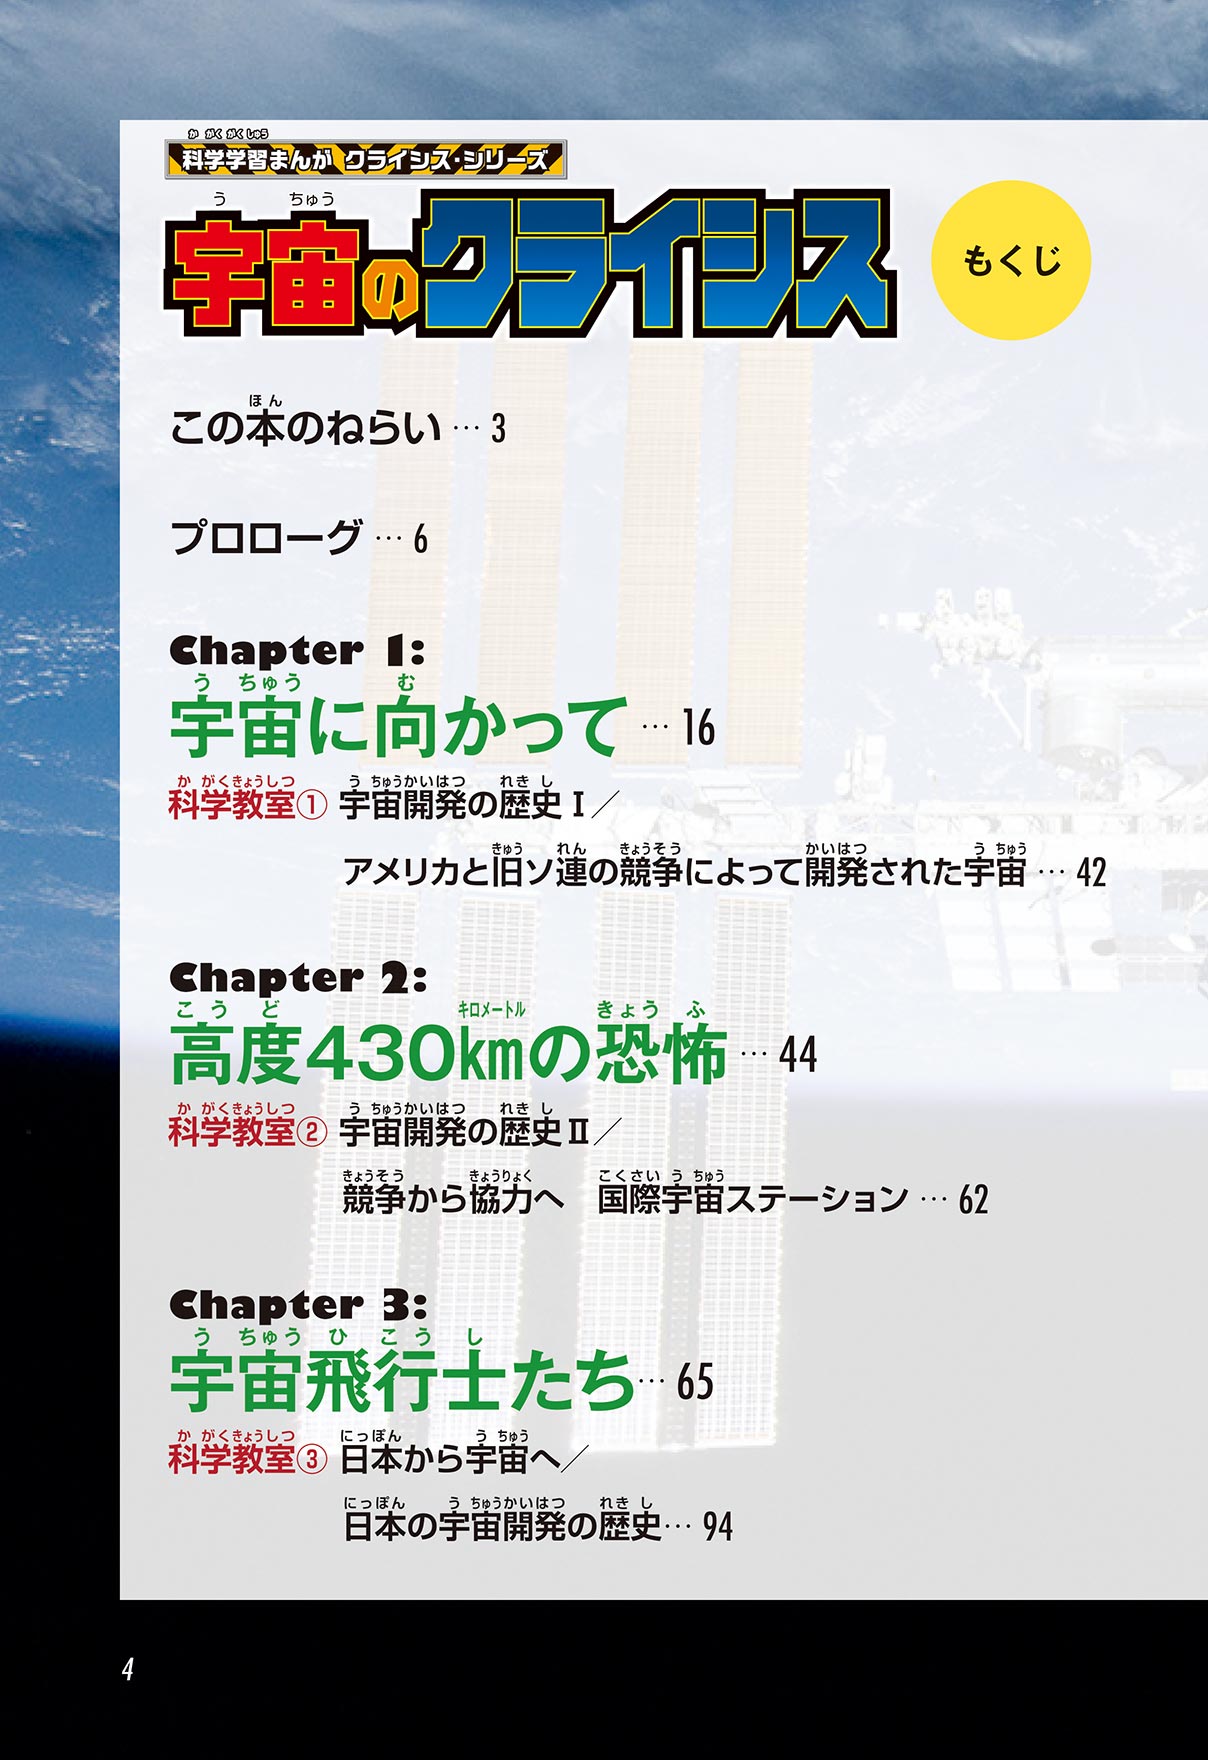 科学学習まんが クライシス・シリーズ
宇宙のクライシス
もくじ
この本のねらい … 3
プロローグ … 6
Chapter 1:
宇宙に向かって … 16
科学教室① 宇宙開発の歴史Ⅰ／
アメリカと旧ソ連の競争によって開発された宇宙 … 42
Chapter 2:
高度430kmの恐怖 … 44
科学教室② 宇宙開発の歴史Ⅱ／
競争から協力へ　国際宇宙ステーション … 62
Chapter 3:
宇宙飛行士たち … 65
科学教室③ 日本から宇宙へ／
日本の宇宙開発の歴史 … 94
4